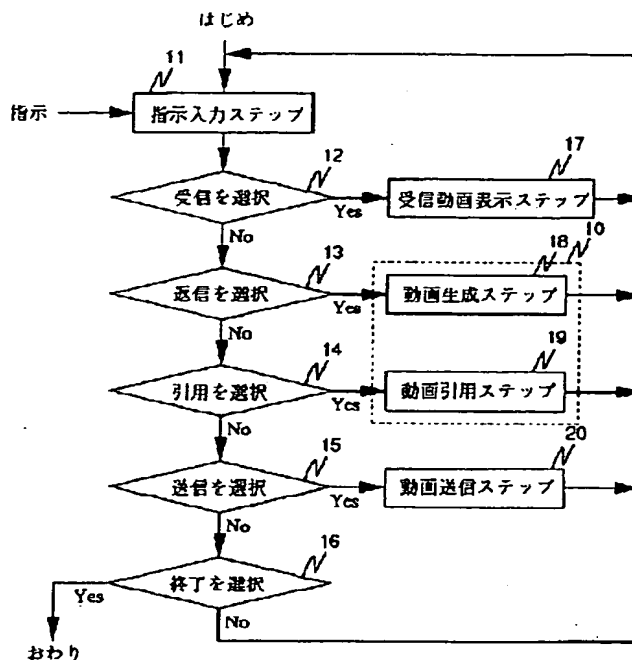 はじめ
11
指示
指示入力ステップ
12
受信を選択
Yes
No
17
受信動画表示ステップ
10
13
返信を選択
Yes
No
18
動画生成ステップ
14
引用を選択
Yes
No
19
動画引用ステップ
15
送信を選択
Yes
No
20
動画送信ステップ
16
終了を選択
Yes
No
おわり